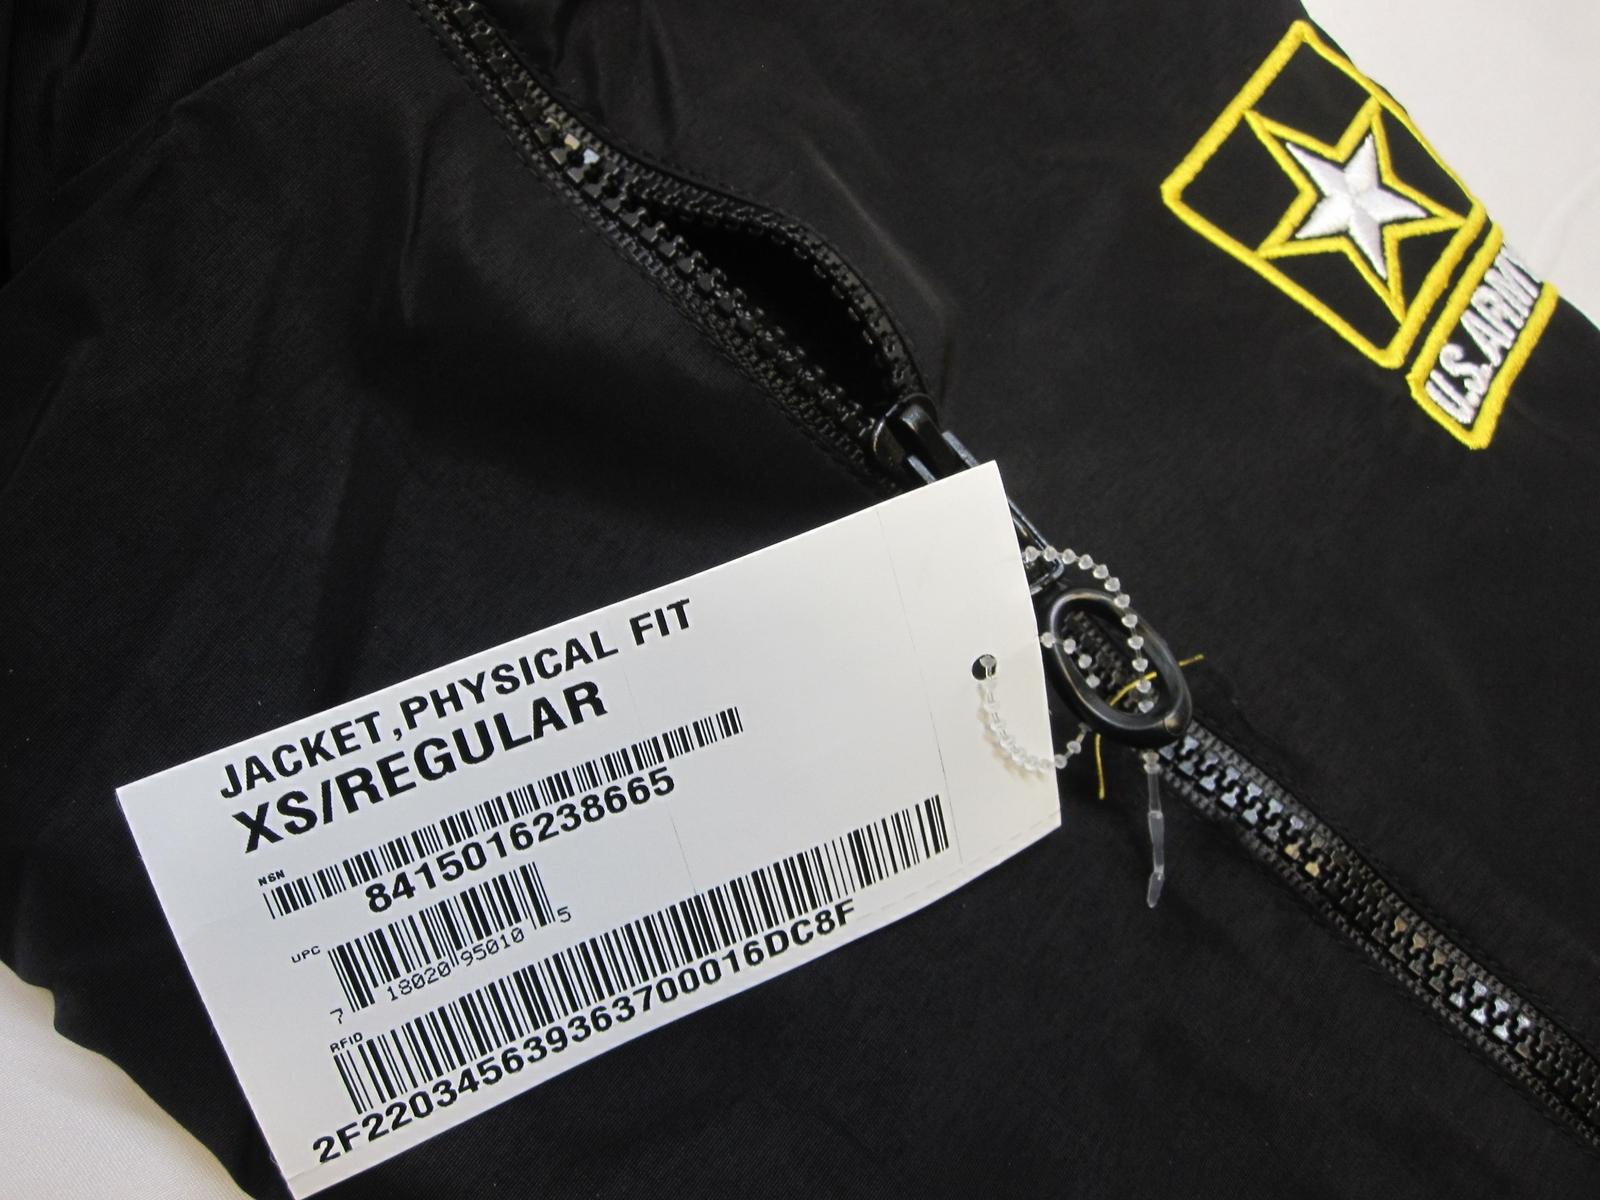 U.S.ARMY
JACKET,PHYSICAL FIT
XS/REGULAR
NSN
8415016238665
UPC
7 18020 95010 5
RFID
2F220345639363700016DC8F